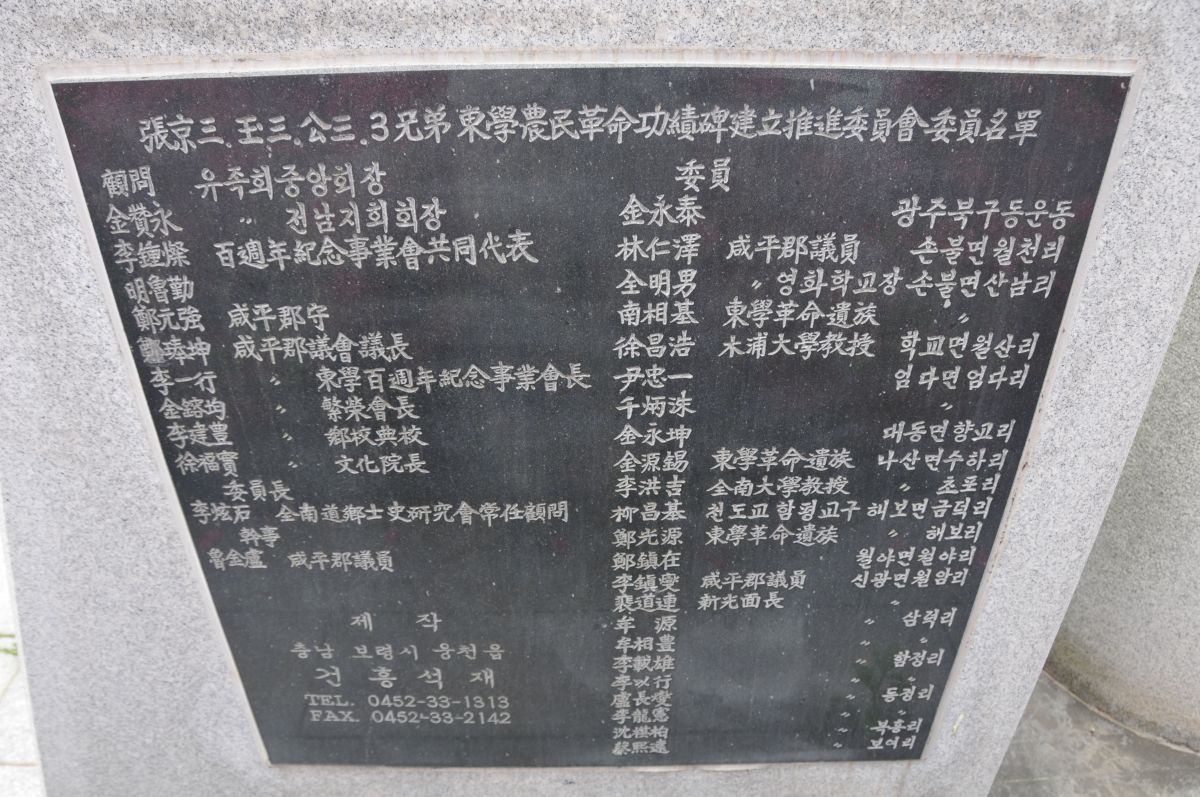 張京三.玉三.公三.3兄弟 東學農民革命功績碑建立推進委員會委員名單
顧問 유족회중앙회장
金贊永 〃 전남지회회장
李鍾燦 百週年紀念事業會共同代表
明魯勤
鄭元強 咸平郡守
坤 咸平郡議會議長
李一行 〃 東學百週年紀念事業會長
金鎔均 〃 繁榮會長
李建豊 〃 鄕校典校
徐福實 〃 文化院長
委員長
李炫石 全南道鄕土史研究會常任顧問
幹事
魯金盧 咸平郡議員
제 작
충남 보령시 웅천읍
건홍석재
TEL. 0452-33-1313
FAX. 0452-33-2142
委員
金永泰 광주북구동운동
林仁澤 咸平郡議員 손불면월천리
全明男 〃 영화학교장 손불면산남리
南相基 東學革命遺族 〃
徐昌浩 木浦大學教授 학교면월산리
尹忠一 엄다면엄다리
千炳洙 〃
金永坤 대동면향교리
金源錫 東學革命遺族 나산면수하리
李洪吉 全南大學教授 〃 초포리
柳昌基 천도교함평교구 해보면금덕리
鄭光源 東學革命遺族 〃 해보리
鄭鎭在 월야면월야리
李鎭燮 咸平郡議員 신광면월암리
裵道連 新光面長 〃
牟 源 〃 삼덕리
牟相豊 〃 〃
李載雄 〃 함정리
李以行 〃 〃
盧長燮 〃 동정리
李龍憲 〃 〃
沈棋柏 〃 복흥리
蔡熙遠 〃 보여리